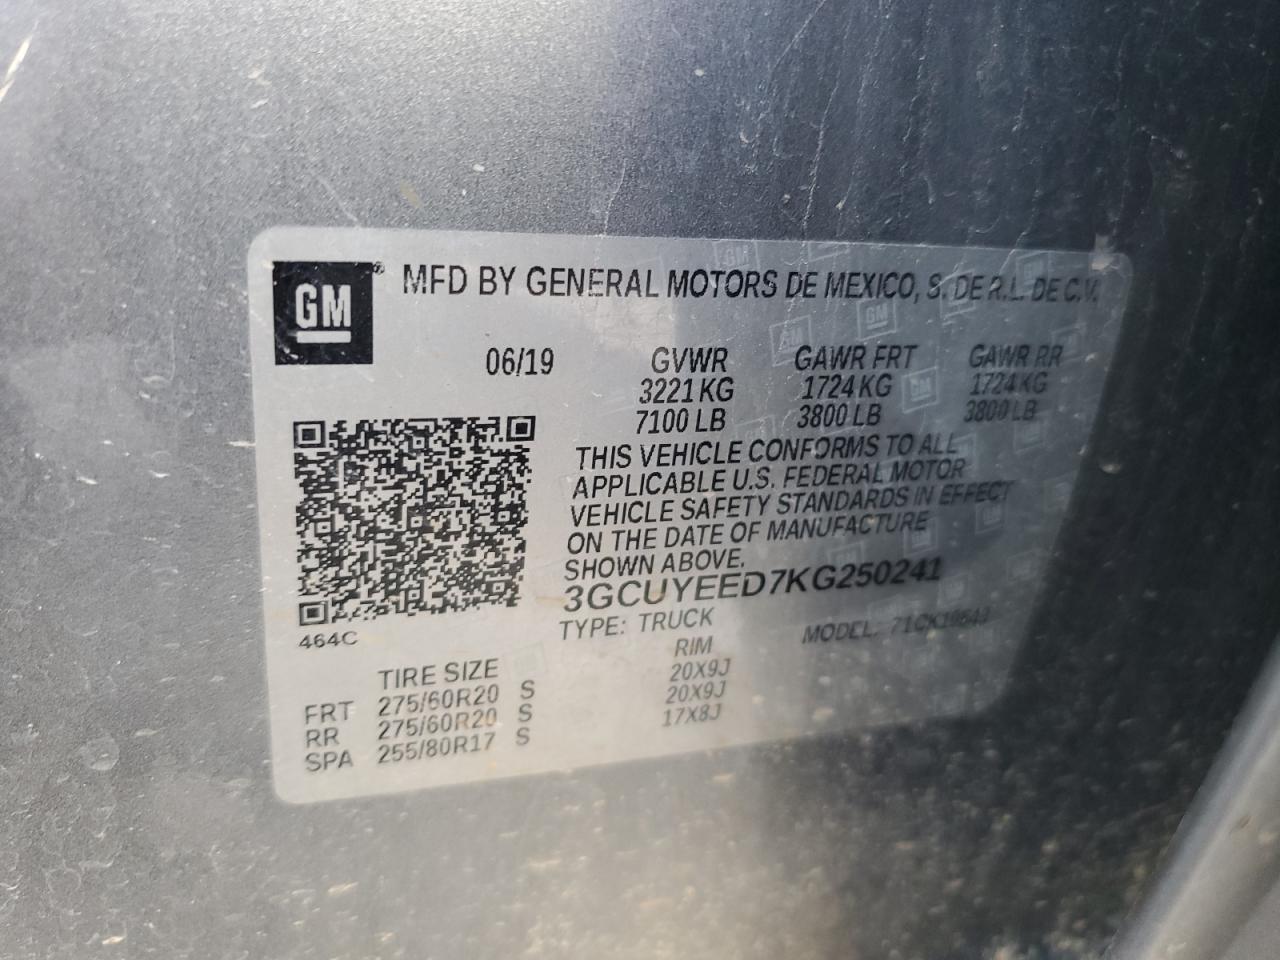 GM
® MFD BY GENERAL MOTORS DE MEXICO, S. DE R.L. DE C.V.
06/19 GVWR GAWR FRT GAWR RR
3221 KG 1724 KG 1724 KG
7100 LB 3800 LB 3800 LB
THIS VEHICLE CONFORMS TO ALL
APPLICABLE U.S. FEDERAL MOTOR
VEHICLE SAFETY STANDARDS IN EFFECT
ON THE DATE OF MANUFACTURE
SHOWN ABOVE.
3GCUYEED7KG250241
TYPE: TRUCK MODEL: 71CK10543
464C
TIRE SIZE RIM
FRT 275/60R20 S 20X9J
RR 275/60R20 S 20X9J
SPA 255/80R17 S 17X8J